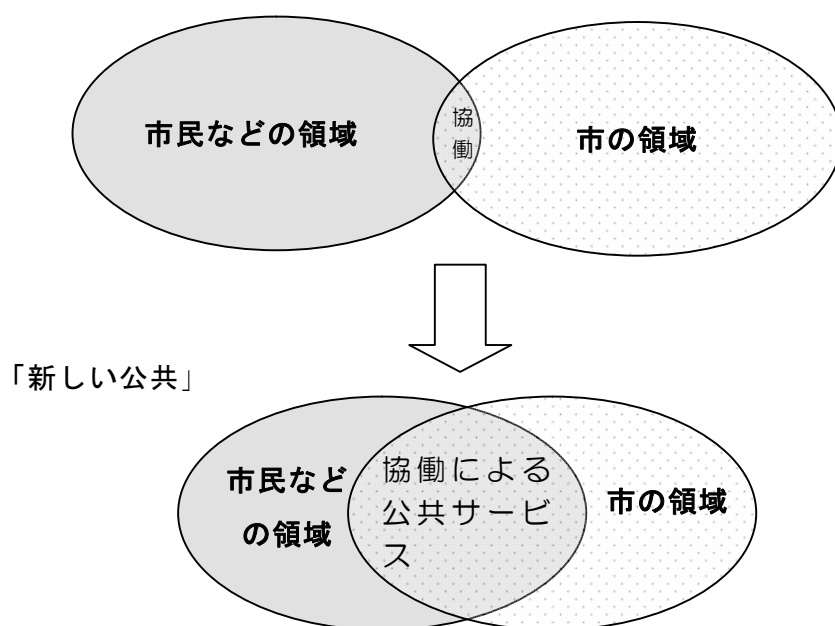 市民などの領域
協
働
市の領域
「新しい公共」
市民など
の領域
協働による
公共サービ
ス
市の領域